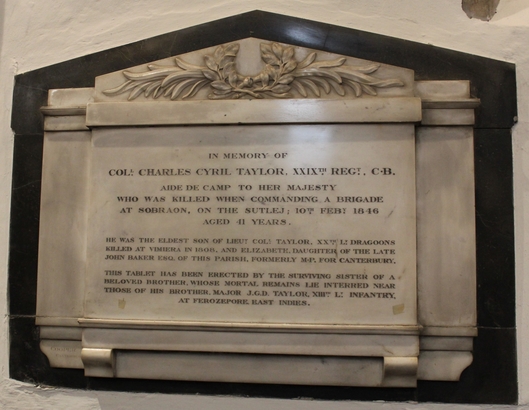 IN MEMORY OF
COLL. CHARLES CYRIL TAYLOR, XXIXTH REGT., C·B.
AIDE DE CAMP TO HER MAJESTY
WHO WAS KILLED WHEN COMMANDING A BRIGADE
AT SOBRAON, ON THE SUTLEJ; 10TH FEBY 1846
AGED 41 YEARS.
HE WAS THE ELDEST SON OF LIEUT COLL TAYLOR, XXTH LT DRAGOONS
KILLED AT VIMIERA IN 1808, AND ELIZABETH, DAUGHTER OF THE LATE
JOHN BAKER ESQ. OF THIS PARISH, FORMERLY M·P. FOR CANTERBURY.
THIS TABLET HAS BEEN ERECTED BY THE SURVIVING SISTER OF A
BELOVED BROTHER, WHOSE MORTAL REMAINS LIE INTERRED NEAR
THOSE OF HIS BROTHER, MAJOR J.G.B. TAYLOR, LT INFANTRY,
AT FEROZEPORE, EAST INDIES.